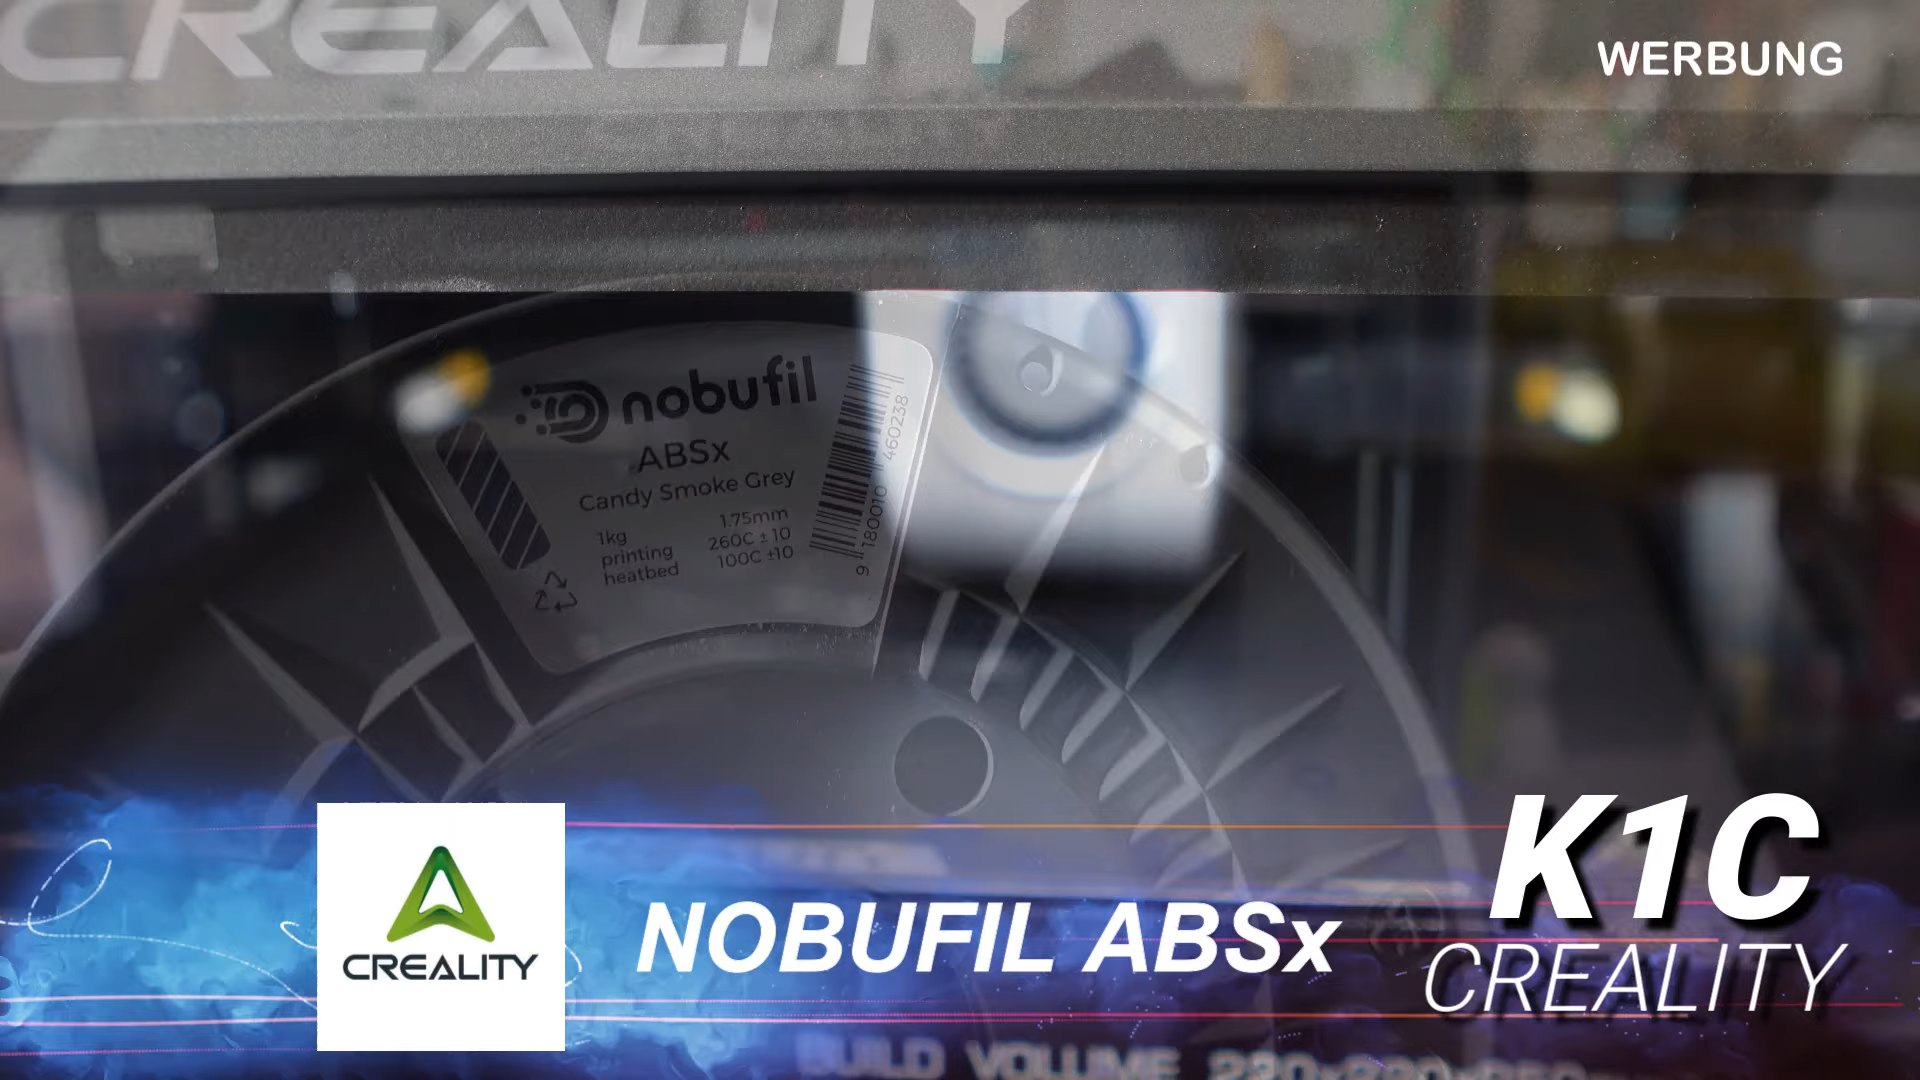 CREALITY
WERBUNG
nobufil
ABSx
Candy Smoke Grey
1kg 1.75mm
printing 260C ± 10
heatbed 100C ±10
9 180010 460238
K1C
CREALITY
NOBUFIL ABSx
CREALITY
BUILD VOLUME 220x220x250